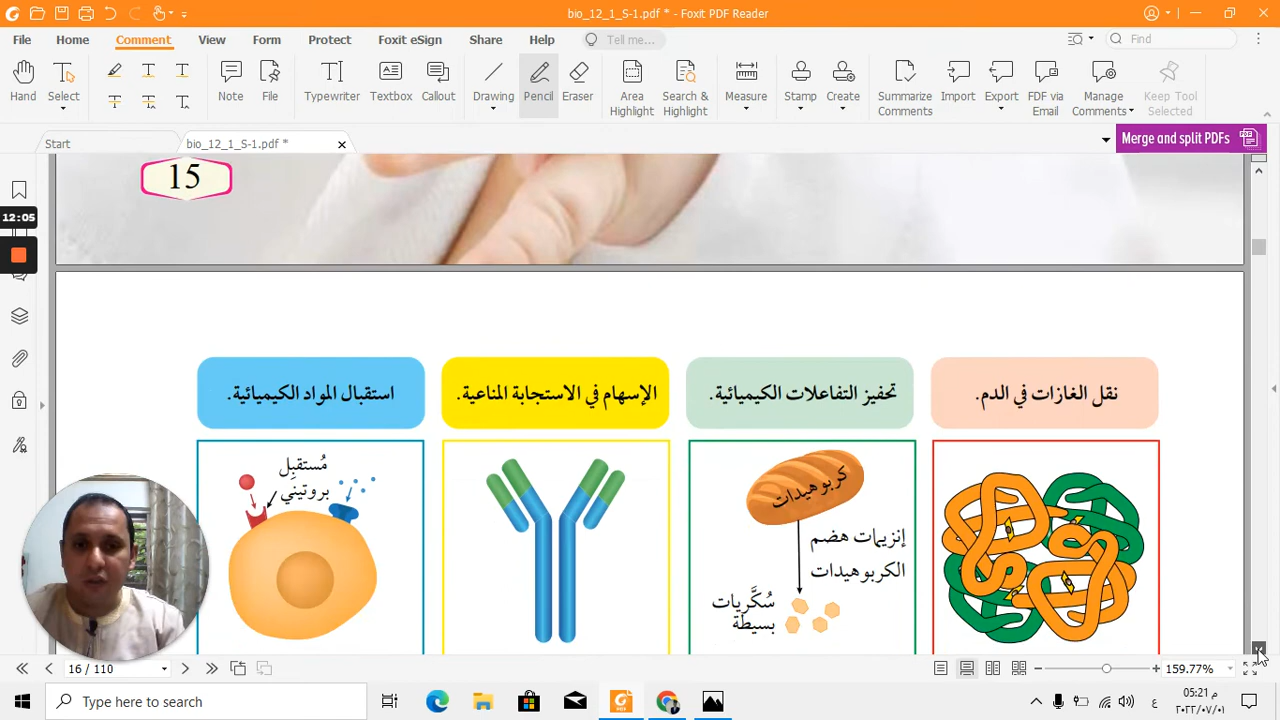 bio_12_1_S-1.pdf * - Foxit PDF Reader
File Home Comment View Form Protect Foxit eSign Share Help Tell me... Find
Hand Select Note File Typewriter Textbox Callout Drawing Pencil Eraser Area Highlight Search & Highlight Measure Stamp Create Summarize Comments Import Export FDF via Email Manage Comments Keep Tool Selected
Start bio_12_1_S-1.pdf * Merge and split PDFs
15
12:05
نقل الغازات في الدم.
تحفيز التفاعلات الكيميائية.
الإسهام في الاستجابة المناعية.
استقبال المواد الكيميائية.
كربوهيدات
إنزيمات هضم
الكربوهيدات
سُكَّريات
بسيطة
مُستقبِل
بروتيني
16 / 110
159.77%
Type here to search
ع
05:21 م
٢٠٢٢/٠٧/٠١